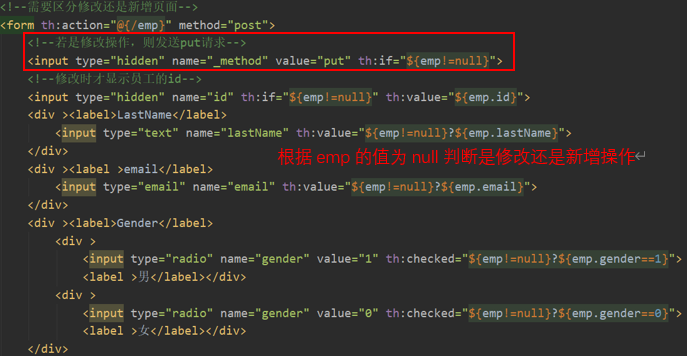 <!--需要区分修改还是新增页面-->
<form th:action="@{/emp}" method="post">
<!--若是修改操作，则发送put请求-->
<input type="hidden" name="_method" value="put" th:if="${emp!=null}">
<!--修改时才显示员工的id-->
<input type="hidden" name="id" th:if="${emp!=null}" th:value="${emp.id}">
<div ><label>LastName</label>
<input type="text" name="lastName" th:value="${emp!=null}?${emp.lastName}">
</div>
根据 emp 的值为 null 判断是修改还是新增操作↵
<div ><label >email</label>
<input type="email" name="email" th:value="${emp!=null}?${emp.email}">
</div>
<div ><label>Gender</label>
<div >
<input type="radio" name="gender" value="1" th:checked="${emp!=null}?${emp.gender==1}">
<label >男</label></div>
<div >
<input type="radio" name="gender" value="0" th:checked="${emp!=null}?${emp.gender==0}">
<label >女</label></div>
</div>